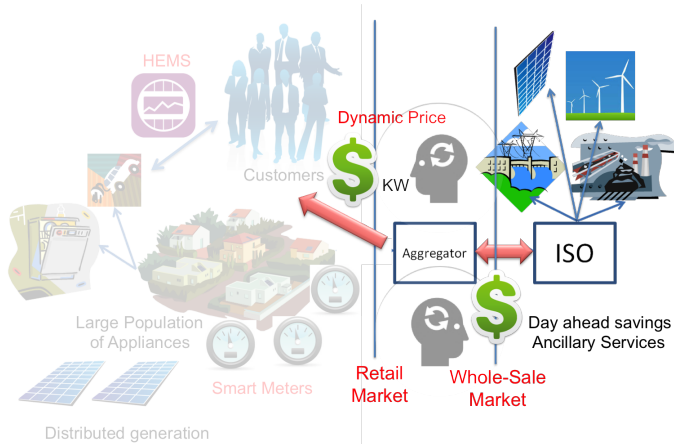 HEMS
Dynamic Price
Customers
KW
Aggregator
ISO
Large Population
of Appliances
Day ahead savings
Ancillary Services
Smart Meters
Retail
Market
Whole-Sale
Market
Distributed generation